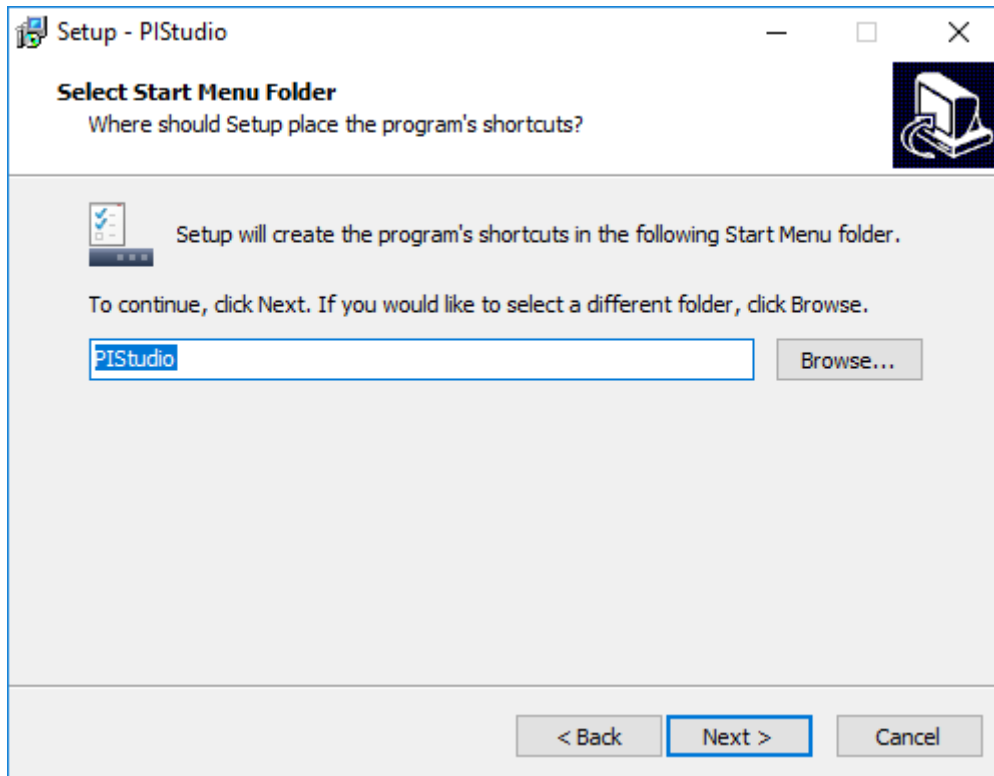 Setup - PIStudio
Select Start Menu Folder
Where should Setup place the program's shortcuts?
Setup will create the program's shortcuts in the following Start Menu folder.
To continue, click Next. If you would like to select a different folder, click Browse.
PIStudio
Browse...
< Back
Next >
Cancel